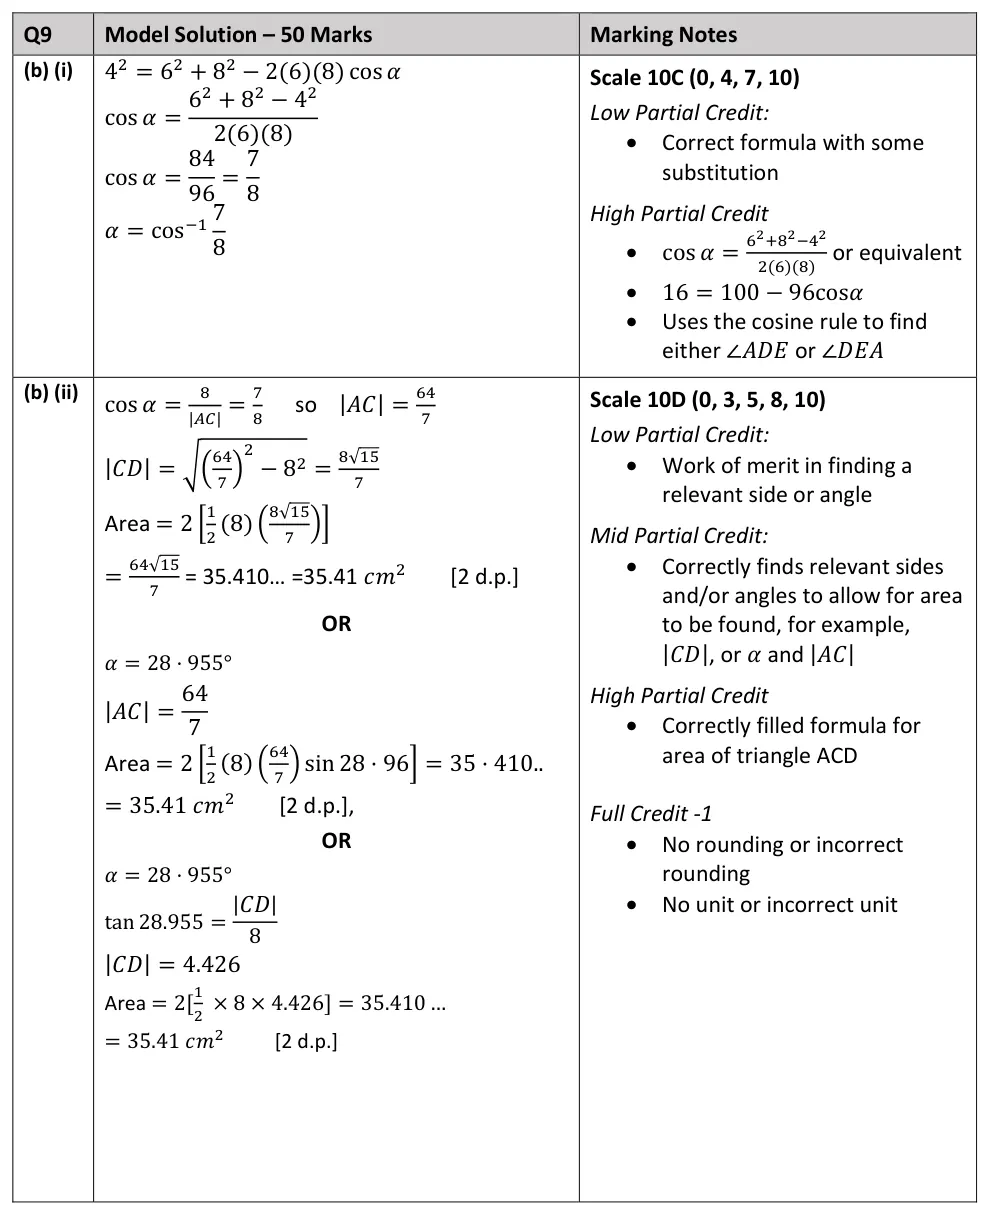 Q9 Model Solution – 50 Marks Marking Notes
(b) (i)
4² = 6² + 8² − 2(6)(8) cos α
cos α = (6² + 8² − 4²)/(2(6)(8))
cos α = 84/96 = 7/8
α = cos⁻¹ 7/8
Scale 10C (0, 4, 7, 10)
Low Partial Credit:
• Correct formula with some
substitution
High Partial Credit
• cos α = (6²+8²−4²)/(2(6)(8)) or equivalent
• 16 = 100 − 96cosα
• Uses the cosine rule to find
either ∠ADE or ∠DEA
(b) (ii)
cos α = 8/|AC| = 7/8 so |AC| = 64/7
|CD| = √((64/7)² − 8²) = 8√15/7
Area = 2 [1/2 (8) (8√15/7)]
= 64√15/7 = 35.410… =35.41 cm² [2 d.p.]
OR
α = 28 · 955°
|AC| = 64/7
Area = 2 [1/2 (8) (64/7) sin 28 · 96] = 35 · 410..
= 35.41 cm² [2 d.p.],
OR
α = 28 · 955°
tan 28.955 = |CD|/8
|CD| = 4.426
Area = 2[1/2 × 8 × 4.426] = 35.410 …
= 35.41 cm² [2 d.p.]
Scale 10D (0, 3, 5, 8, 10)
Low Partial Credit:
• Work of merit in finding a
relevant side or angle
Mid Partial Credit:
• Correctly finds relevant sides
and/or angles to allow for area
to be found, for example,
|CD|, or α and |AC|
High Partial Credit
• Correctly filled formula for
area of triangle ACD
Full Credit -1
• No rounding or incorrect
rounding
• No unit or incorrect unit